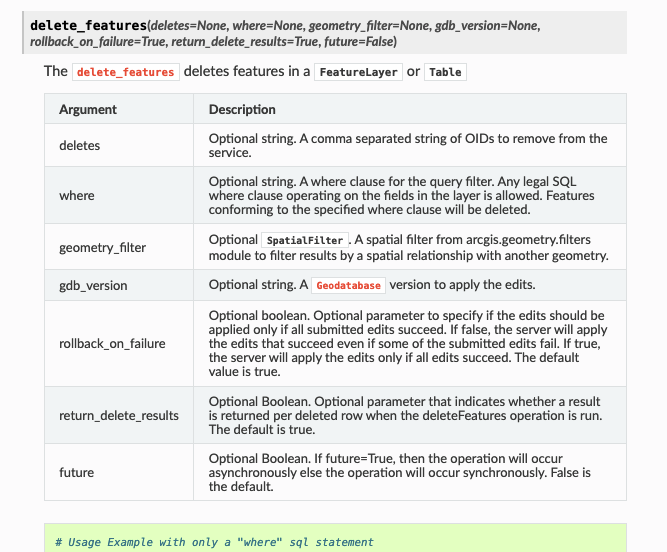 delete_features(deletes=None, where=None, geometry_filter=None, gdb_version=None,
rollback_on_failure=True, return_delete_results=True, future=False)
The delete_features deletes features in a FeatureLayer or Table
Argument Description
deletes Optional string. A comma separated string of OIDs to remove from the
service.
where Optional string. A where clause for the query filter. Any legal SQL
where clause operating on the fields in the layer is allowed. Features
conforming to the specified where clause will be deleted.
geometry_filter Optional SpatialFilter . A spatial filter from arcgis.geometry.filters
module to filter results by a spatial relationship with another geometry.
gdb_version Optional string. A Geodatabase version to apply the edits.
rollback_on_failure Optional boolean. Optional parameter to specify if the edits should be
applied only if all submitted edits succeed. If false, the server will apply
the edits that succeed even if some of the submitted edits fail. If true,
the server will apply the edits only if all edits succeed. The default
value is true.
return_delete_results Optional Boolean. Optional parameter that indicates whether a result
is returned per deleted row when the deleteFeatures operation is run.
The default is true.
future Optional Boolean. If future=True, then the operation will occur
asynchronously else the operation will occur synchronously. False is
the default.
# Usage Example with only a "where" sql statement